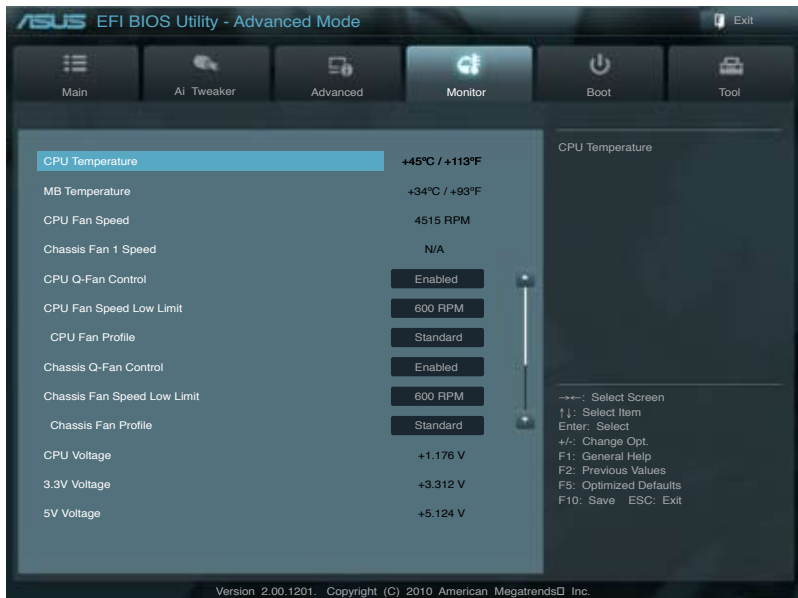 ASUS EFI BIOS Utility - Advanced Mode
Exit
Main
Ai Tweaker
Advanced
Monitor
Boot
Tool
CPU Temperature +45ºC / +113ºF
MB Temperature +34ºC / +93ºF
CPU Fan Speed 4515 RPM
Chassis Fan 1 Speed N/A
CPU Q-Fan Control Enabled
CPU Fan Speed Low Limit 600 RPM
CPU Fan Profile Standard
Chassis Q-Fan Control Enabled
Chassis Fan Speed Low Limit 600 RPM
Chassis Fan Profile Standard
CPU Voltage +1.176 V
3.3V Voltage +3.312 V
5V Voltage +5.124 V
CPU Temperature
→←: Select Screen
↑↓: Select Item
Enter: Select
+/-: Change Opt.
F1: General Help
F2: Previous Values
F5: Optimized Defaults
F10: Save ESC: Exit
Version 2.00.1201. Copyright (C) 2010 American Megatrends□ Inc.